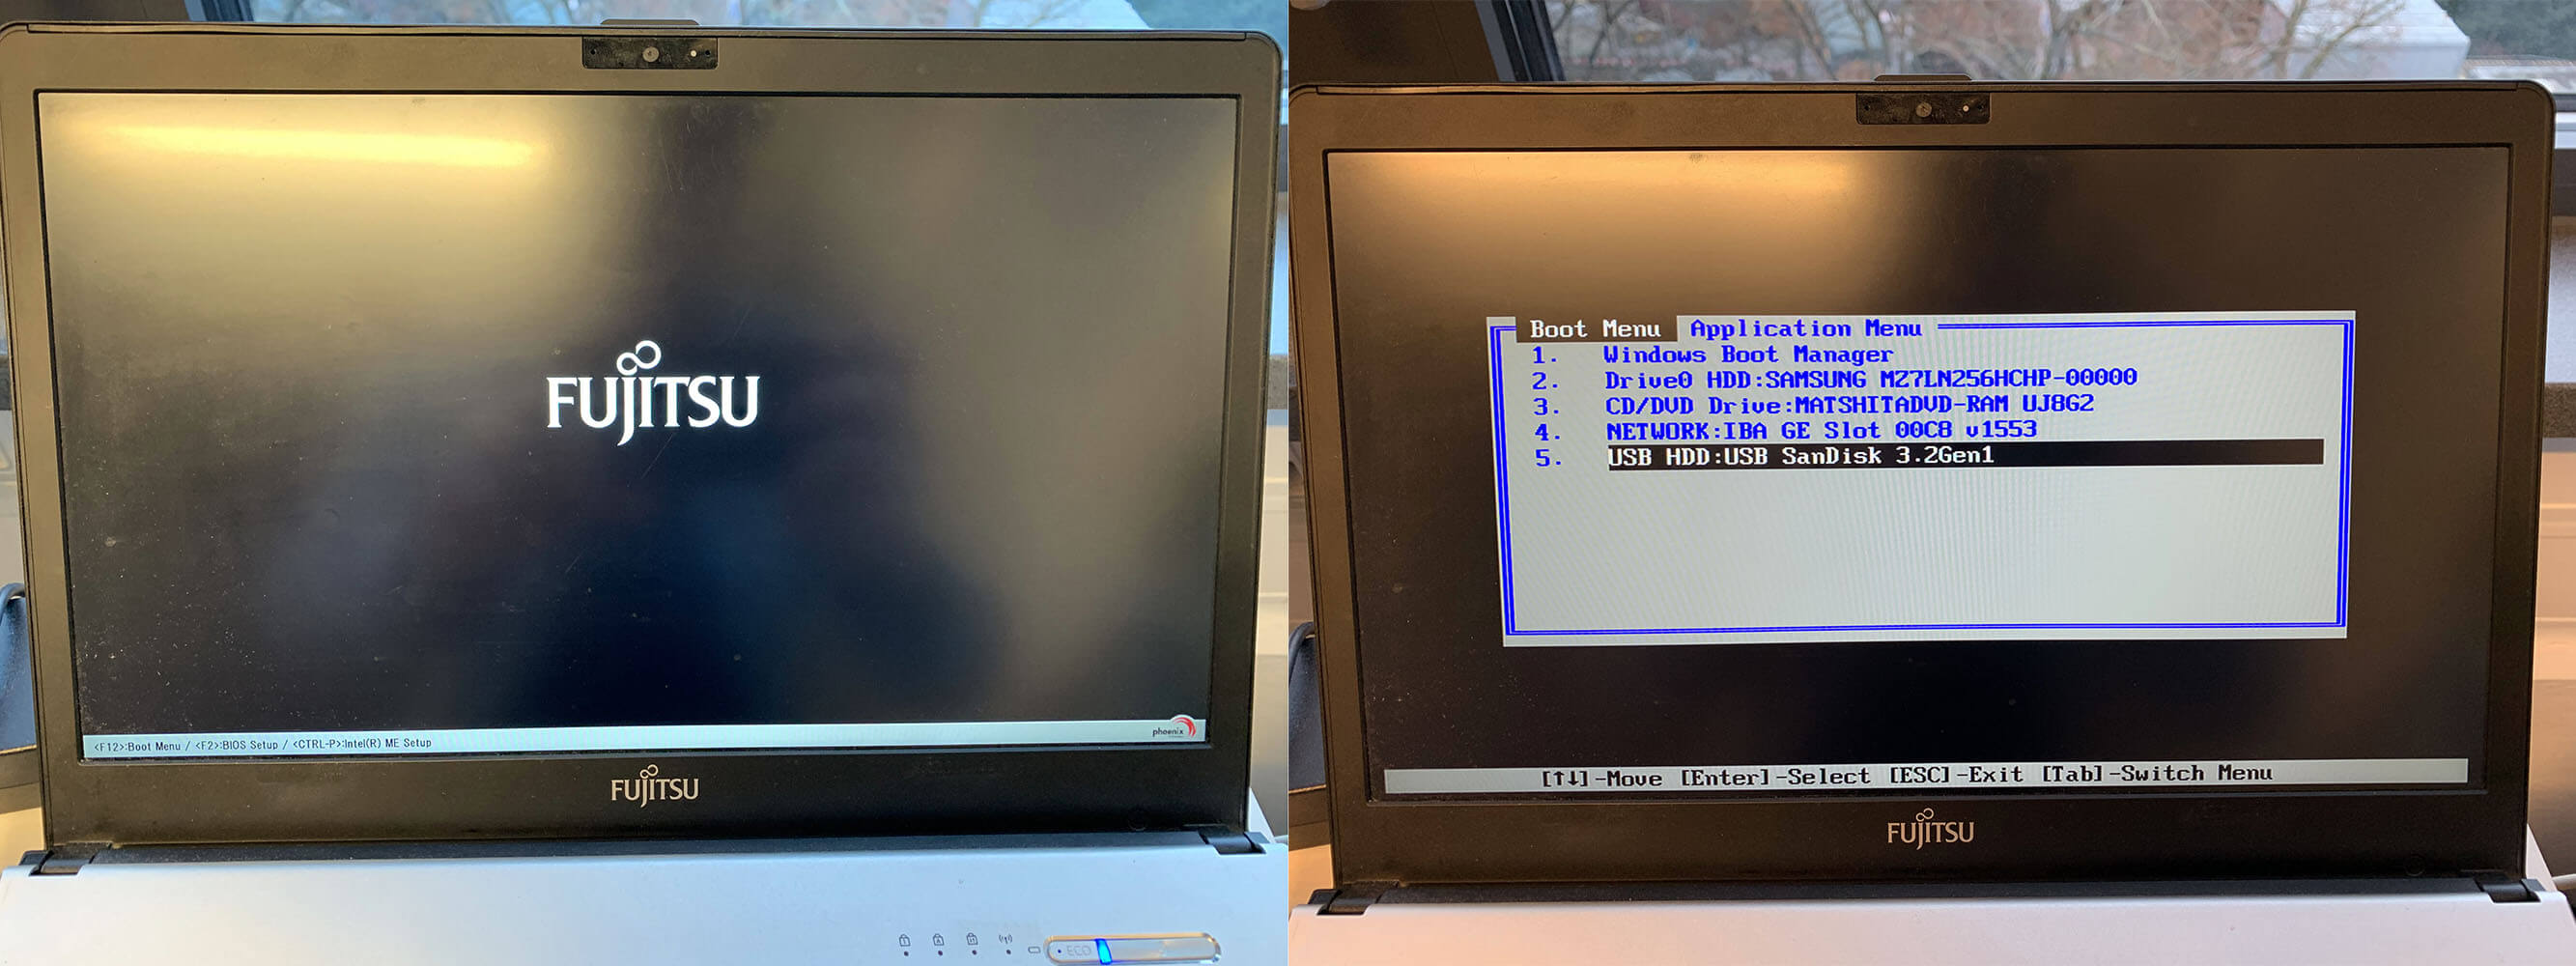 FUJITSU
<F12>:Boot Menu / <F2>:BIOS Setup / <CTRL-P>:Intel(R) ME Setup
phoenix
FUJITSU
ECO
Boot Menu Application Menu
1. Windows Boot Manager
2. Drive0 HDD:SAMSUNG MZ7LN256HCHP-00000
3. CD/DVD Drive:MATSHITADVD-RAM UJ8G2
4. NETWORK:IBA GE Slot 00C8 v1553
5. USB HDD:USB SanDisk 3.2Gen1
[↑↓]-Move [Enter]-Select [ESC]-Exit [Tab]-Switch Menu
FUJITSU